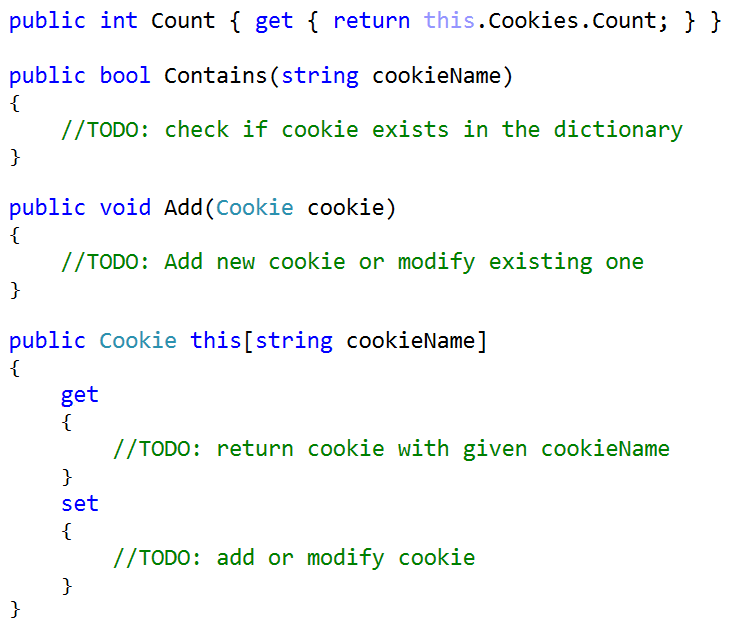 public int Count { get { return this.Cookies.Count; } }
public bool Contains(string cookieName)
{
    //TODO: check if cookie exists in the dictionary
}
public void Add(Cookie cookie)
{
    //TODO: Add new cookie or modify existing one
}
public Cookie this[string cookieName]
{
    get
    {
        //TODO: return cookie with given cookieName
    }
    set
    {
        //TODO: add or modify cookie
    }
}